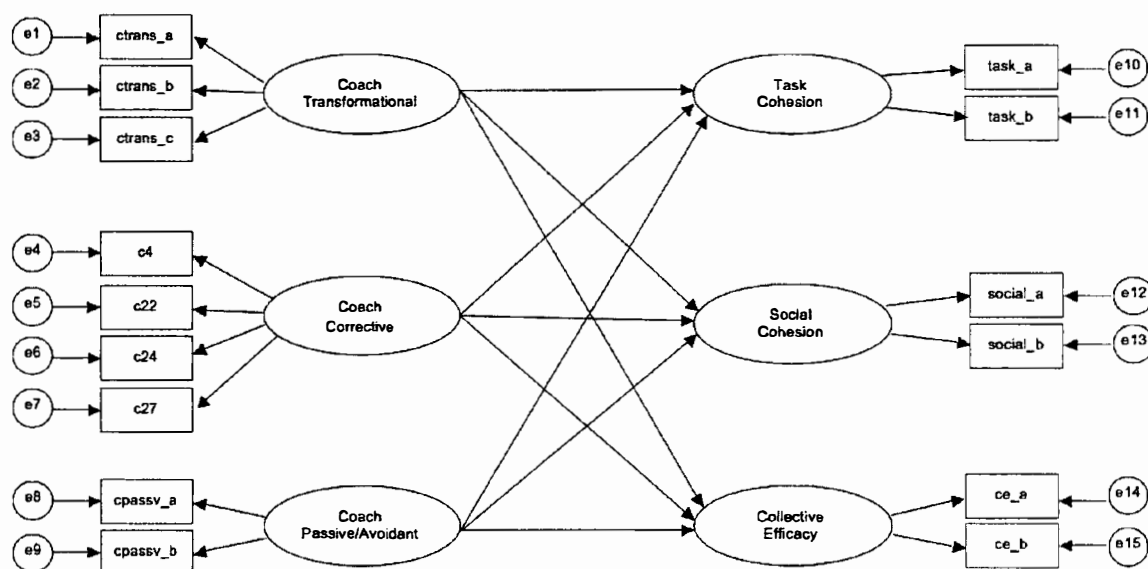 e1
ctrans_a
e2
ctrans_b
e3
ctrans_c
Coach
Transformational
Task
Cohesion
task_a
e10
task_b
e11
e4
c4
e5
c22
e6
c24
e7
c27
Coach
Corrective
Social
Cohesion
social_a
e12
social_b
e13
e8
cpassv_a
e9
cpassv_b
Coach
Passive/Avoidant
Collective
Efficacy
ce_a
e14
ce_b
e15